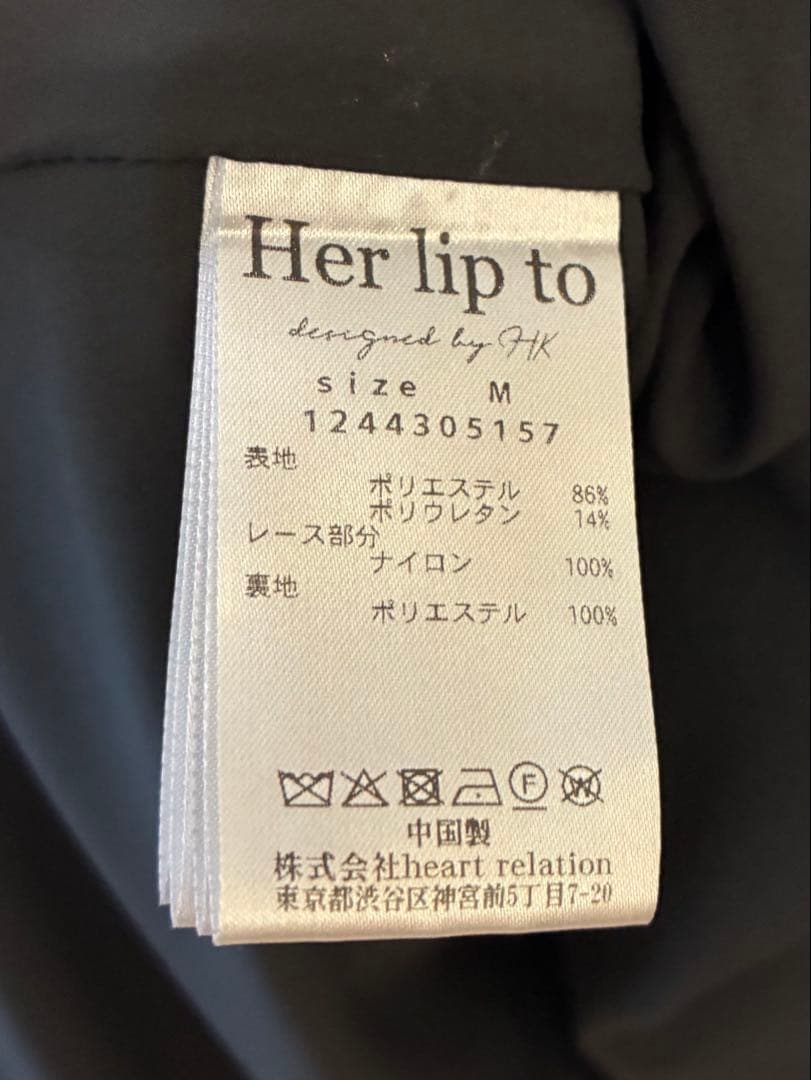 Her lip to
designed by HK
size M
1244305157
表地
ポリエステル 86%
ポリウレタン 14%
レース部分
ナイロン 100%
裏地
ポリエステル 100%
F W
中国製
株式会社heart relation
東京都渋谷区神宮前5丁目7-20